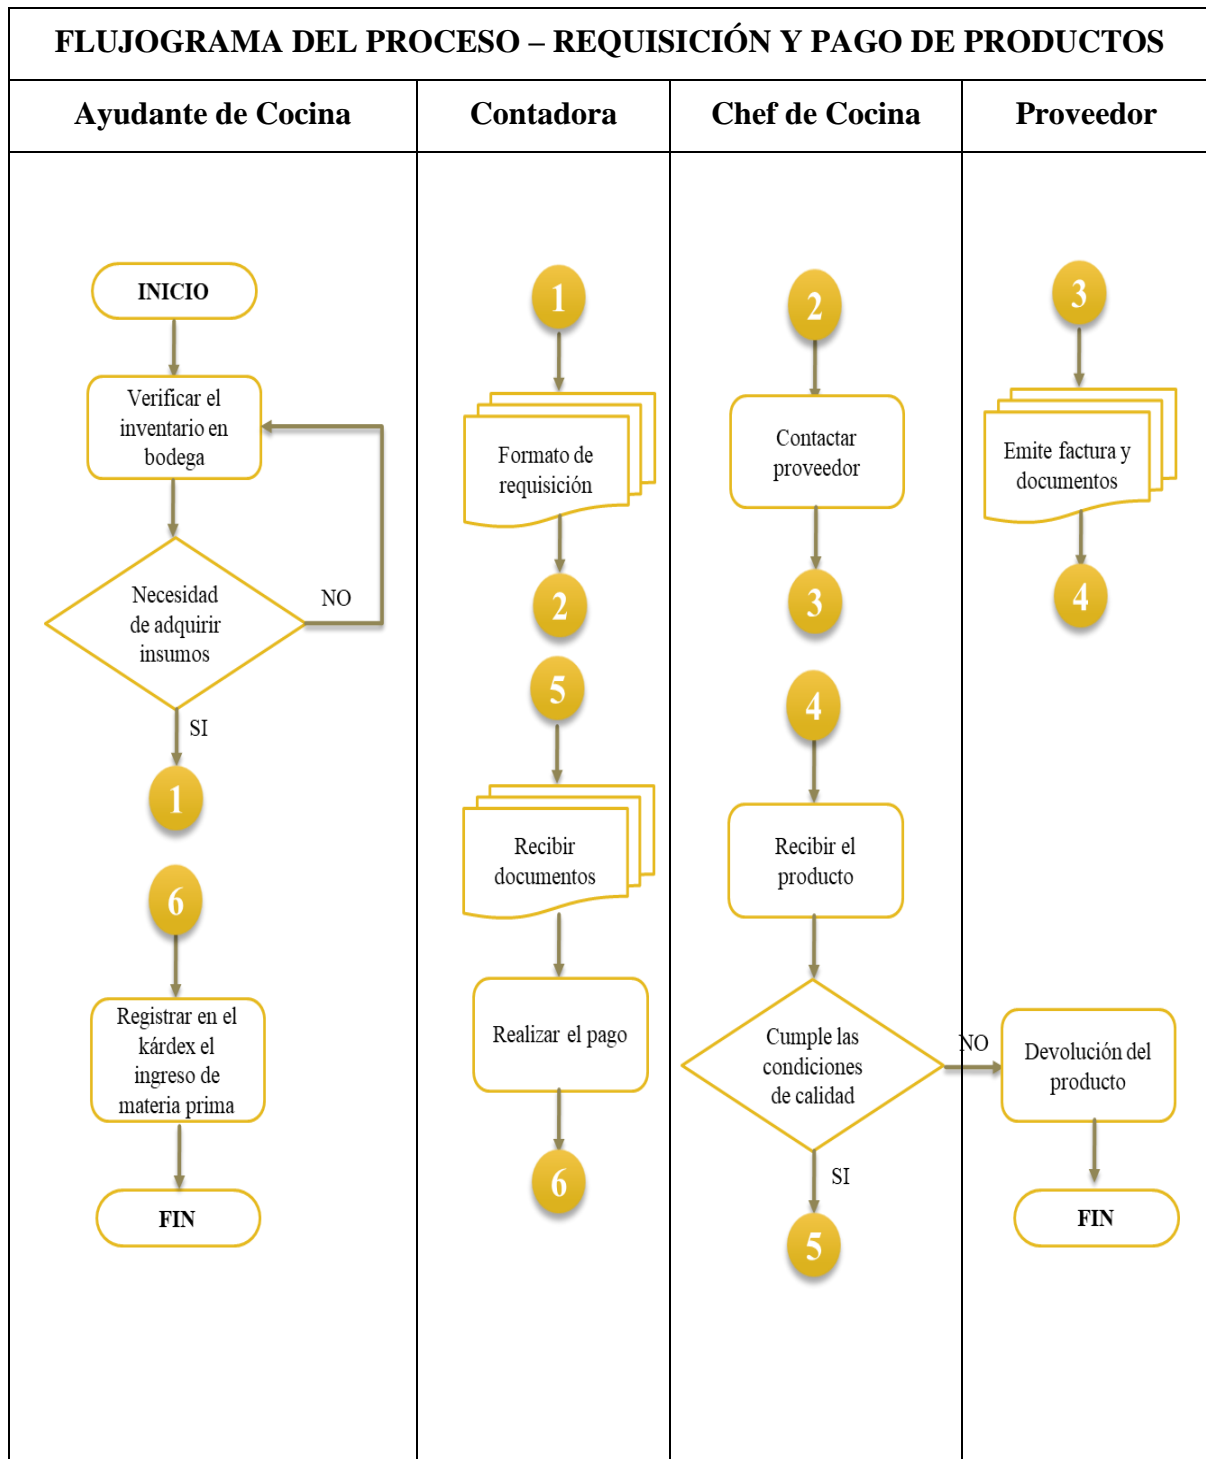 FLUJOGRAMA DEL PROCESO – REQUISICIÓN Y PAGO DE PRODUCTOS
Ayudante de Cocina
Contadora
Chef de Cocina
Proveedor
INICIO
Verificar el
inventario en
bodega
Necesidad
de adquirir
insumos
NO
SI
1
6
Registrar en el
kárdex el
ingreso de
materia prima
FIN
1
Formato de
requisición
2
5
Recibir
documentos
Realizar el pago
6
2
Contactar
proveedor
3
4
Recibir el
producto
Cumple las
condiciones
de calidad
NO
SI
5
3
Emite factura y
documentos
4
Devolución del
producto
FIN